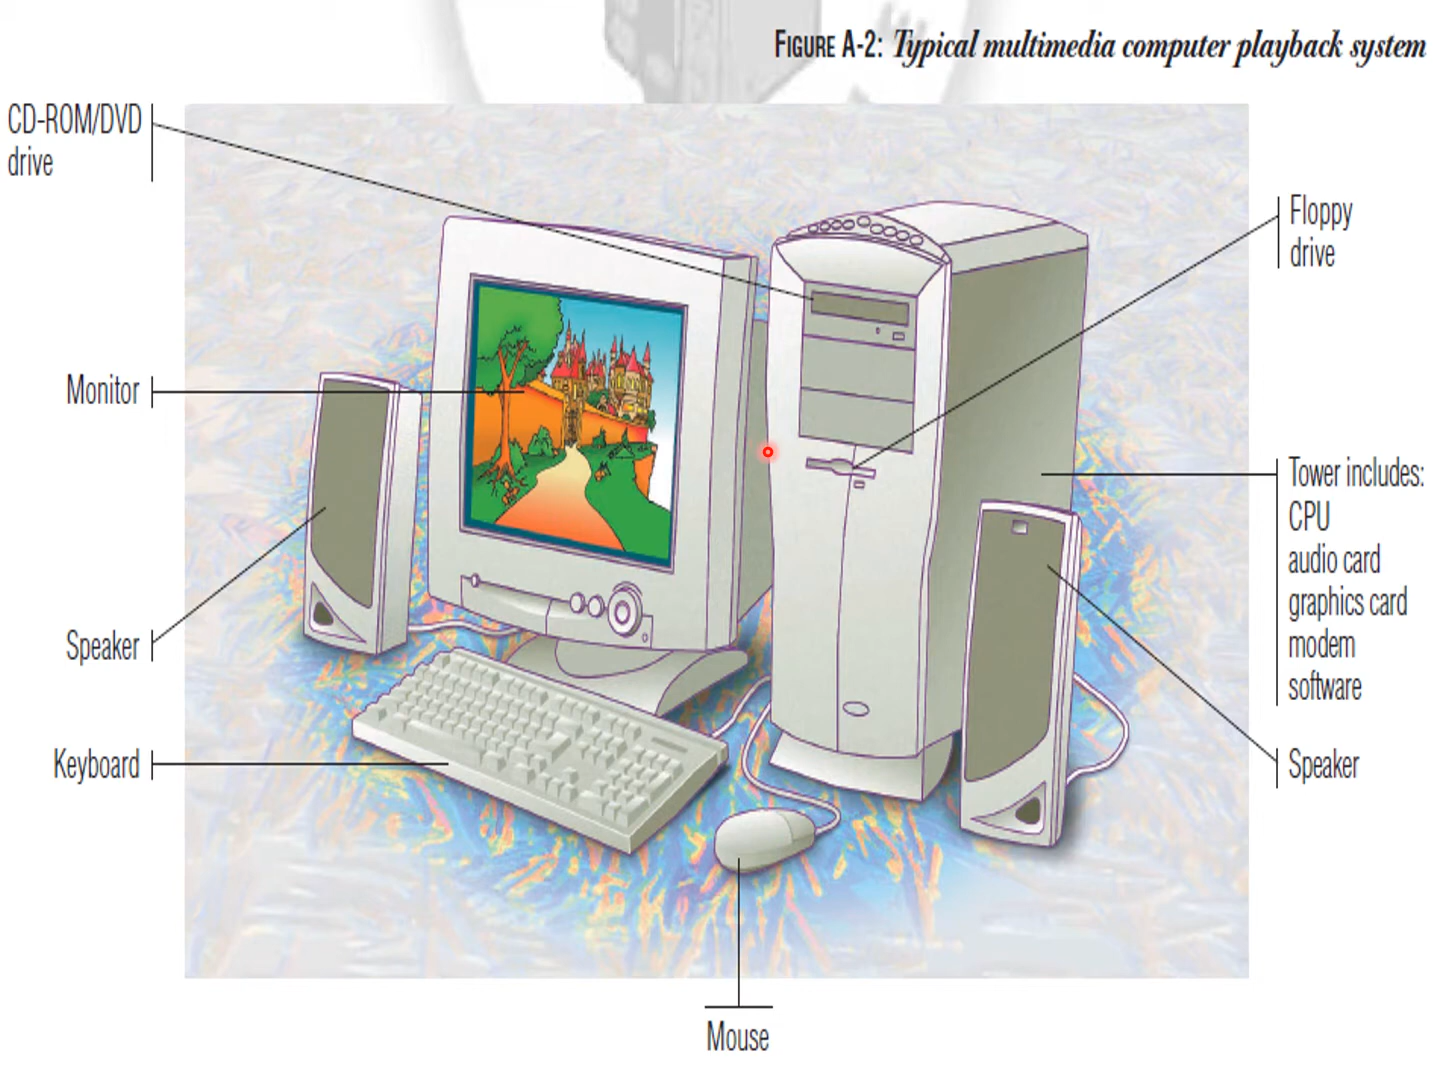 FIGURE A-2: Typical multimedia computer playback system
CD-ROM/DVD
drive
Floppy
drive
Monitor
Tower includes:
CPU
audio card
graphics card
modem
software
Speaker
Speaker
Keyboard
Mouse